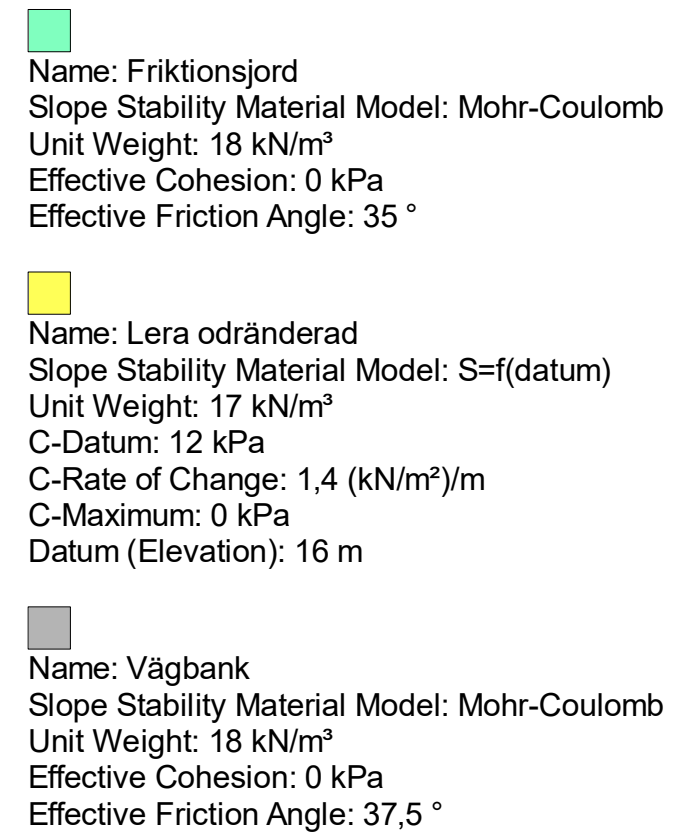 Name: Friktionsjord
Slope Stability Material Model: Mohr-Coulomb
Unit Weight: 18 kN/m³
Effective Cohesion: 0 kPa
Effective Friction Angle: 35 °
Name: Lera odränderad
Slope Stability Material Model: S=f(datum)
Unit Weight: 17 kN/m³
C-Datum: 12 kPa
C-Rate of Change: 1,4 (kN/m²)/m
C-Maximum: 0 kPa
Datum (Elevation): 16 m
Name: Vägbank
Slope Stability Material Model: Mohr-Coulomb
Unit Weight: 18 kN/m³
Effective Cohesion: 0 kPa
Effective Friction Angle: 37,5 °